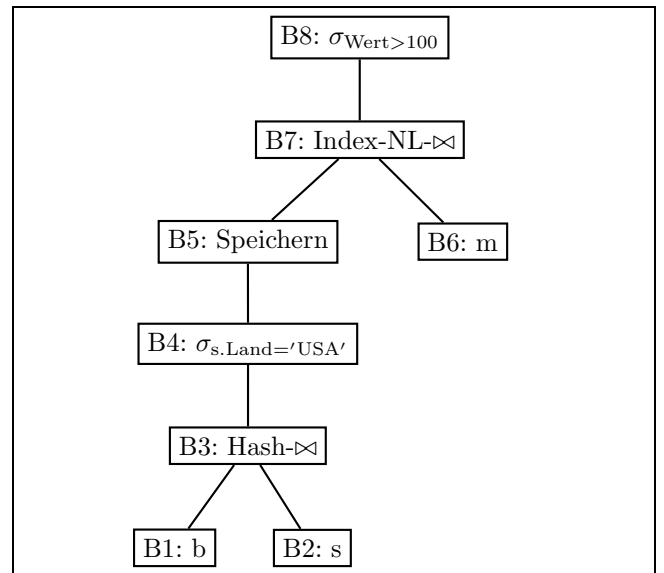 B8: σWert>100
B7: Index-NL-⋈
B5: Speichern
B6: m
B4: σs.Land='USA'
B3: Hash-⋈
B1: b
B2: s